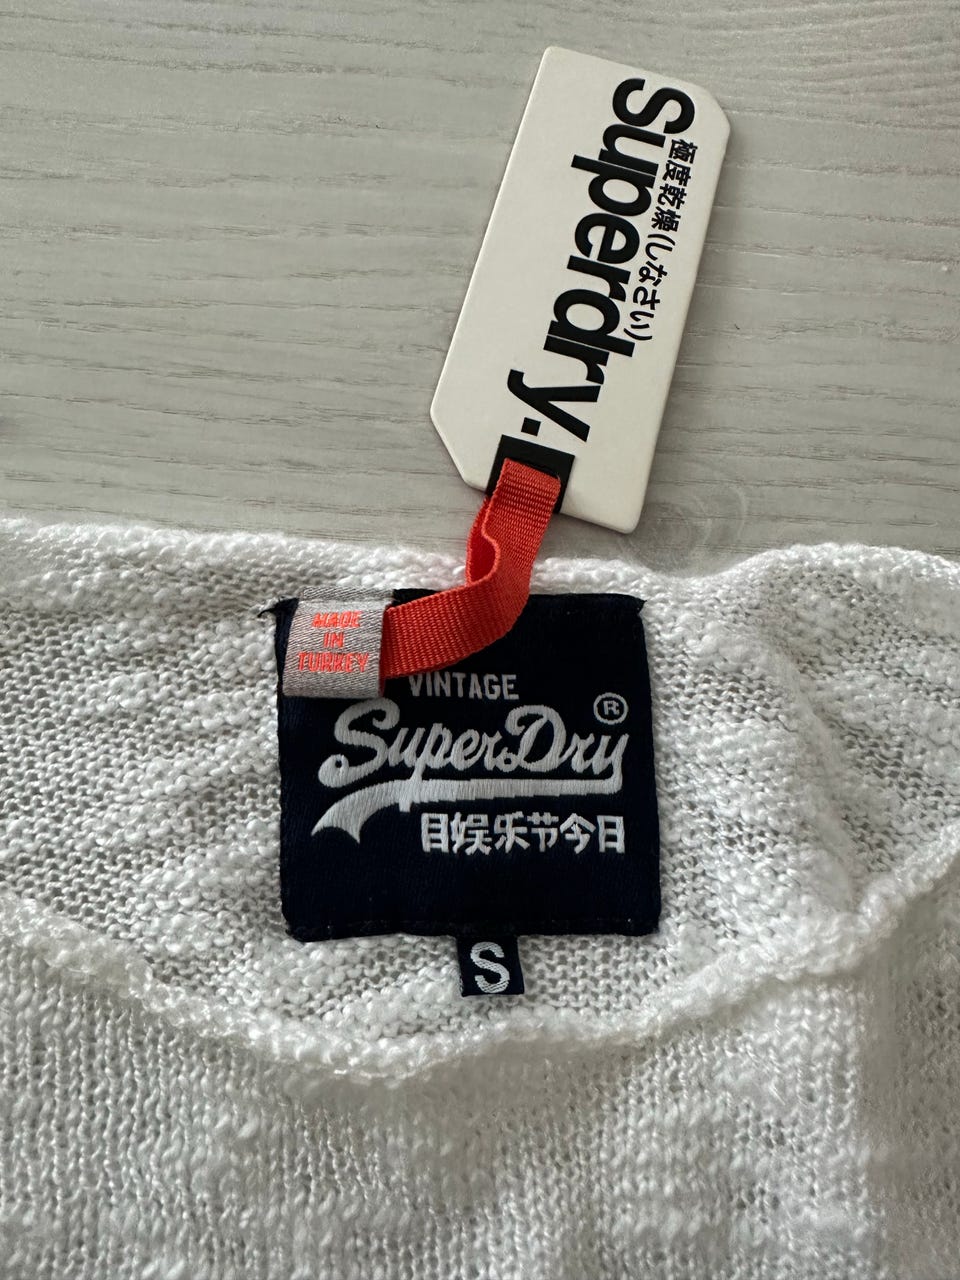 極度乾燥(しなさい)
Superdry.
MADE
IN
TURKEY
VINTAGE
SuperDry ®
目娱乐节今日
S